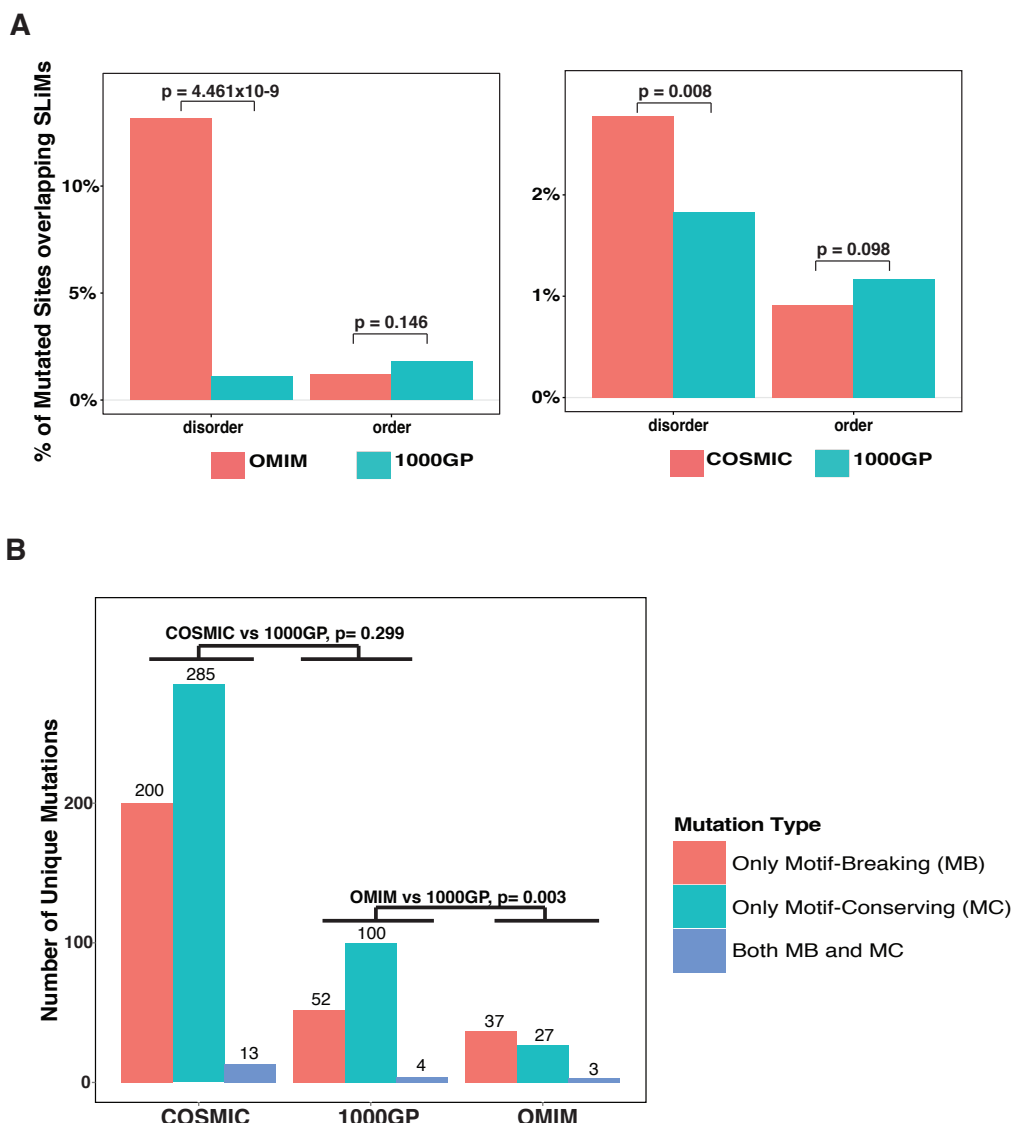 A
% of Mutated Sites overlapping SLiMs
p = 4.461x10-9
10%
5%
0%
p = 0.146
disorder
order
OMIM
1000GP
p = 0.008
2%
1%
0%
p = 0.098
disorder
order
COSMIC
1000GP
B
Number of Unique Mutations
COSMIC vs 1000GP, p= 0.299
285
200
200
13
OMIM vs 1000GP, p= 0.003
100
100
52
4
37
27
3
0
COSMIC
1000GP
OMIM
Mutation Type
Only Motif-Breaking (MB)
Only Motif-Conserving (MC)
Both MB and MC